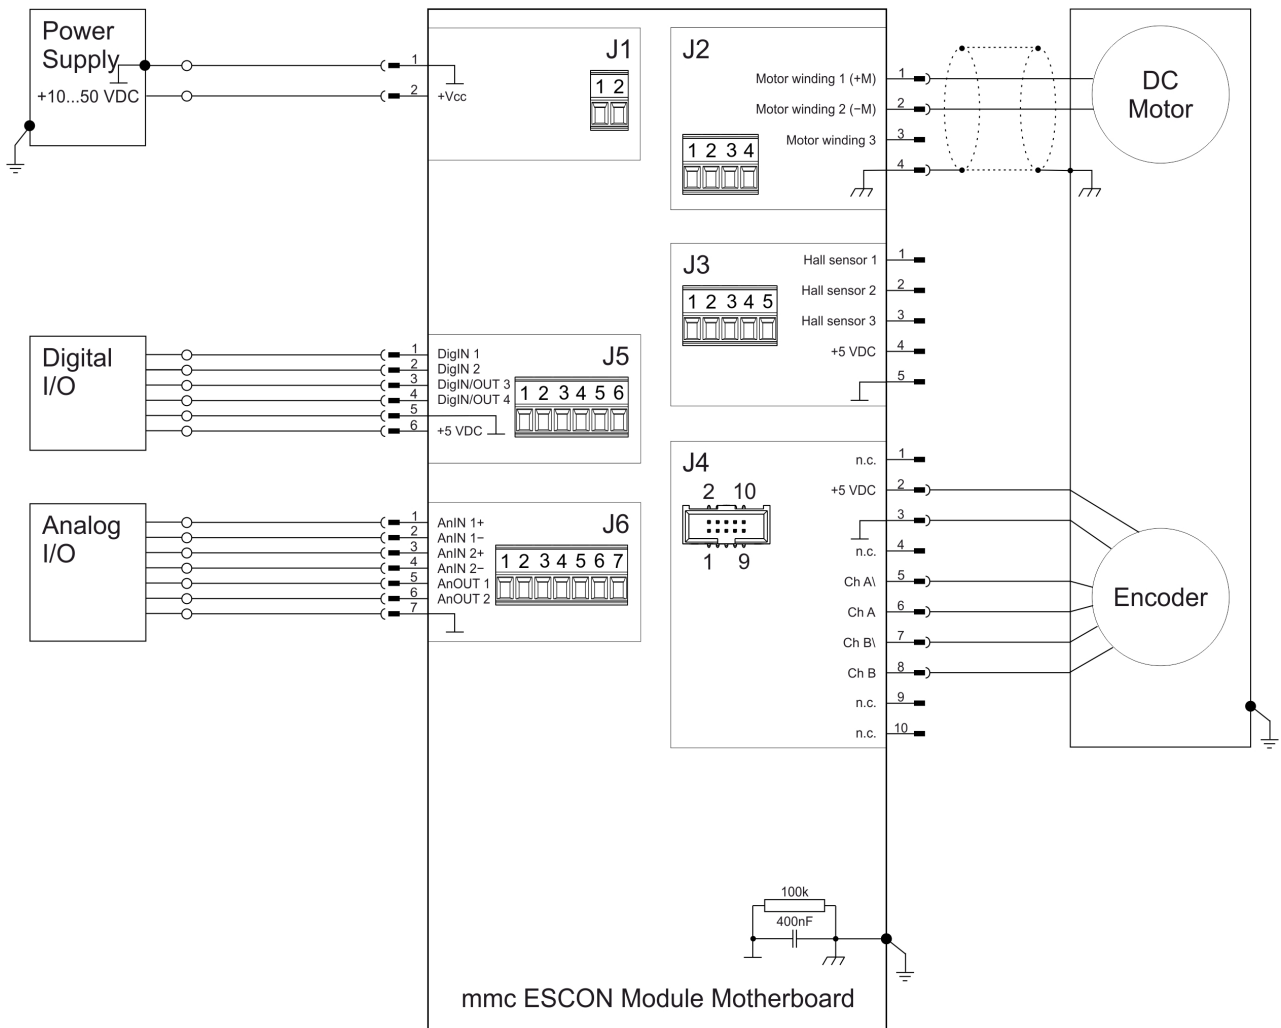 Power
Supply
+10...50 VDC
1
2
+Vcc
J1
1 2
J2
Motor winding 1 (+M)
1
Motor winding 2 (−M)
2
Motor winding 3
3
4
1 2 3 4
DC
Motor
J3
Hall sensor 1
1
Hall sensor 2
2
Hall sensor 3
3
+5 VDC
4
5
1 2 3 4 5
Digital
I/O
1
DigIN 1
2
DigIN 2
3
DigIN/OUT 3
4
DigIN/OUT 4
5
6
+5 VDC
J5
1 2 3 4 5 6
J4
2 10
1 9
n.c.
1
+5 VDC
2
3
n.c.
4
Ch A\
5
Ch A
6
Ch B\
7
Ch B
8
n.c.
9
n.c.
10
Encoder
Analog
I/O
1
AnIN 1+
2
AnIN 1−
3
AnIN 2+
4
AnIN 2−
5
AnOUT 1
6
AnOUT 2
7
J6
1 2 3 4 5 6 7
100k
400nF
mmc ESCON Module Motherboard